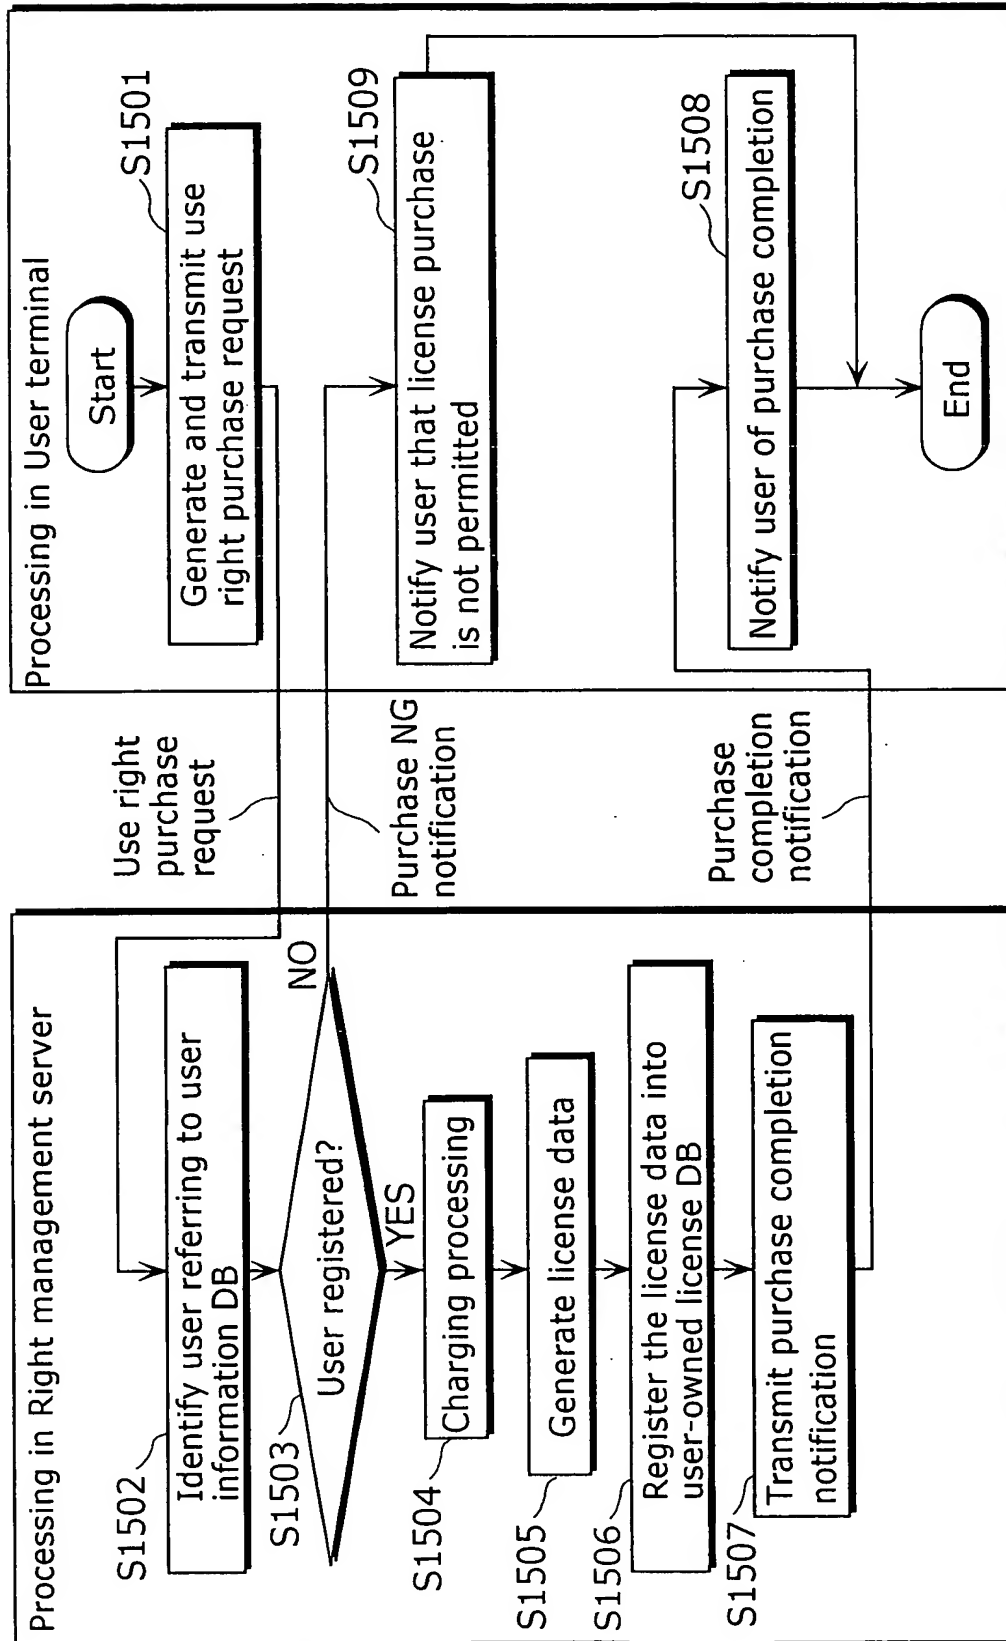 Processing in Right management server
S1502
Identify user referring to user
information DB
S1503
User registered?
NO
YES
S1504
Charging processing
S1505
Generate license data
S1506
Register the license data into
user-owned license DB
S1507
Transmit purchase completion
notification
Use right
purchase
request
Purchase NG
notification
Purchase
completion
notification
Processing in User terminal
Start
S1501
Generate and transmit use
right purchase request
S1509
Notify user that license purchase
is not permitted
S1508
Notify user of purchase completion
End